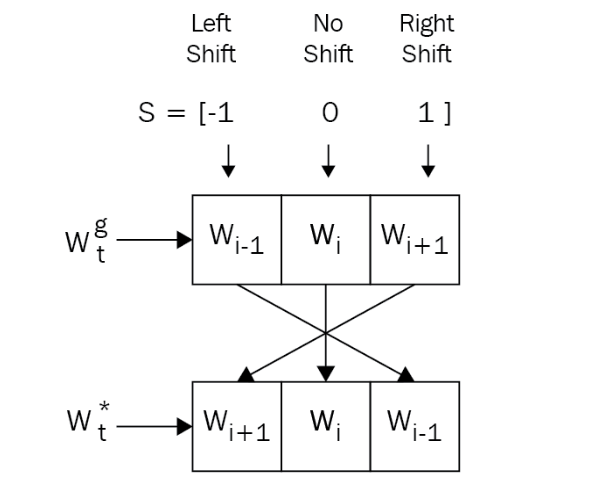 Left No Right
Shift Shift Shift
S = [-1 0 1 ]
W_t^g W_{i-1} W_i W_{i+1}
W_t^* W_{i+1} W_i W_{i-1}